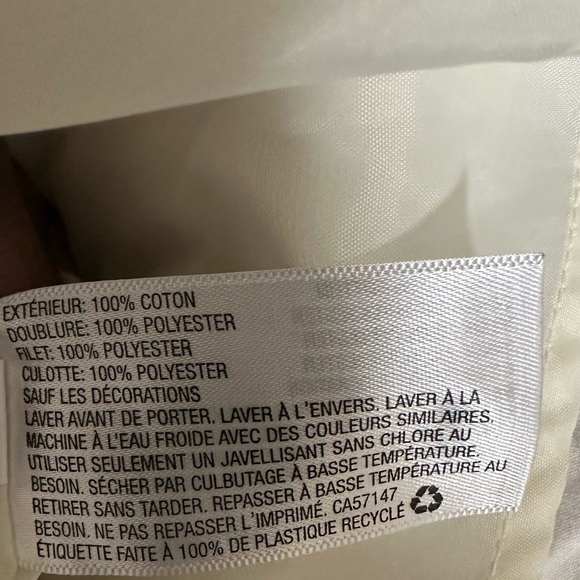 EXTÉRIEUR: 100% COTON
DOUBLURE: 100% POLYESTER
FILET: 100% POLYESTER
CULOTTE: 100% POLYESTER
SAUF LES DÉCORATIONS
LAVER AVANT DE PORTER. LAVER À L'ENVERS. LAVER À LA
MACHINE À L'EAU FROIDE AVEC DES COULEURS SIMILAIRES.
UTILISER SEULEMENT UN JAVELLISANT SANS CHLORE AU
BESOIN. SÉCHER PAR CULBUTAGE À BASSE TEMPÉRATURE.
RETIRER SANS TARDER. REPASSER À BASSE TEMPÉRATURE AU
BESOIN. NE PAS REPASSER L'IMPRIMÉ. CA57147
ÉTIQUETTE FAITE À 100% DE PLASTIQUE RECYCLÉ